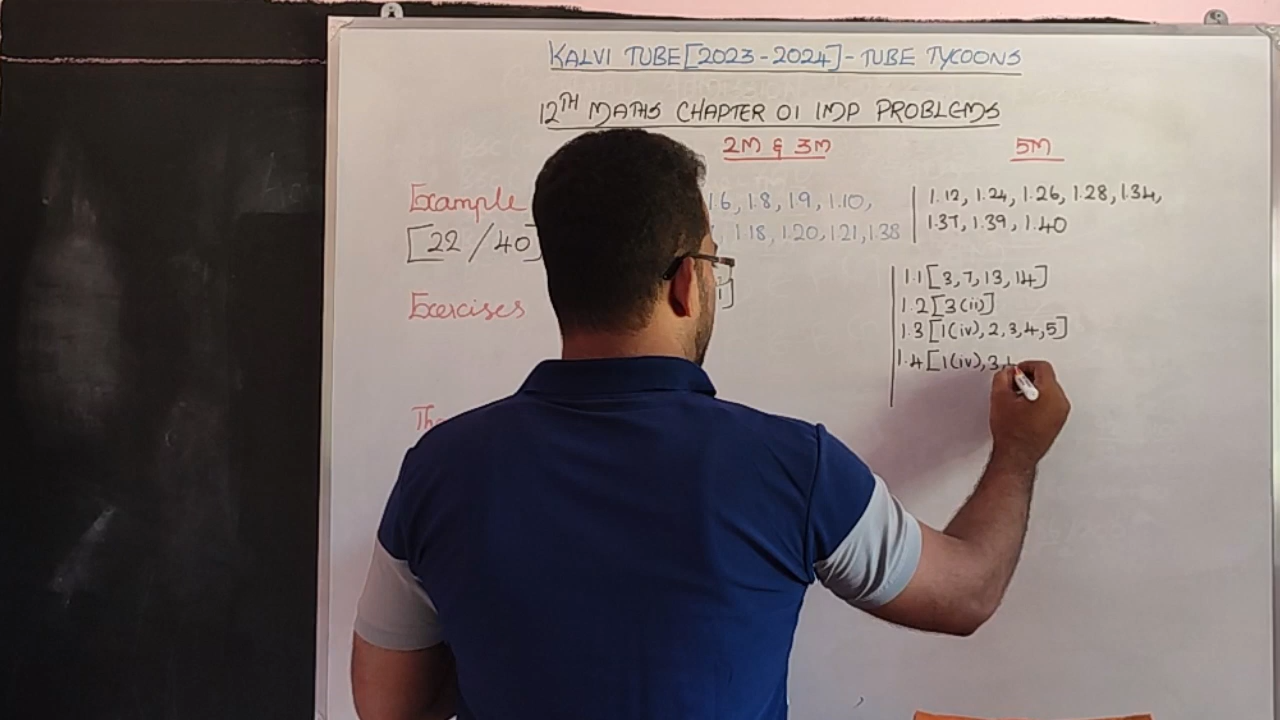 KALVI TUBE[2023-2024]-TUBE TYCOONS
12TH MATHS CHAPTER 01 IMP PROBLEMS
2M & 3M 5M
Example 1.6, 1.8, 1.9, 1.10, 1.12, 1.24, 1.26, 1.28, 1.34,
[22/40] 1.18, 1.20, 1.21, 1.38 1.37, 1.39, 1.40
1.1[3, 7, 13, 14]
Exercises 1.2[3(ii)]
1.3[1(iv), 2, 3, 4, 5]
1.4[1(iv), 3,